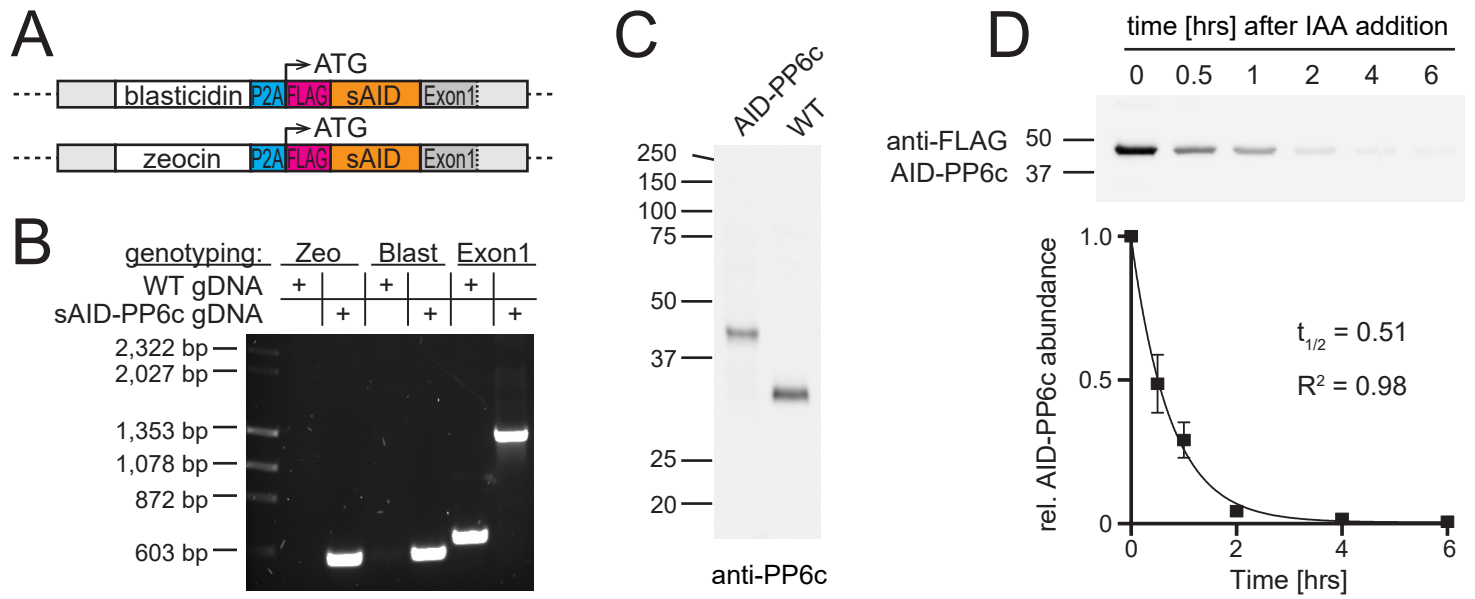 A
ATG
blasticidin P2A FLAG sAID Exon1
ATG
zeocin P2A FLAG sAID Exon1
B
genotyping: Zeo Blast Exon1
WT gDNA + + +
sAID-PP6c gDNA + + +
2,322 bp
2,027 bp
1,353 bp
1,078 bp
872 bp
603 bp
C
AID-PP6c
WT
250
150
100
75
50
37
25
20
anti-PP6c
D
time [hrs] after IAA addition
0 0.5 1 2 4 6
anti-FLAG 50
AID-PP6c 37
rel. AID-PP6c abundance
1.0
0.5
0
t1/2 = 0.51
R² = 0.98
0 2 4 6
Time [hrs]